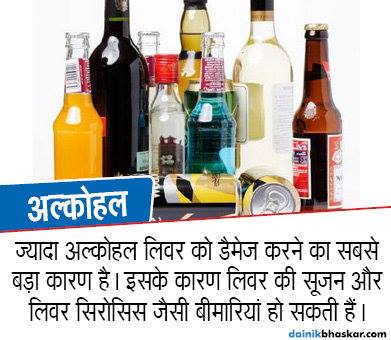 अल्कोहल
ज्यादा अल्कोहल लिवर को डैमेज करने का सबसे
बड़ा कारण है। इसके कारण लिवर की सूजन और
लिवर सिरोसिस जैसी बीमारियां हो सकती हैं।
dainikbhaskar.com